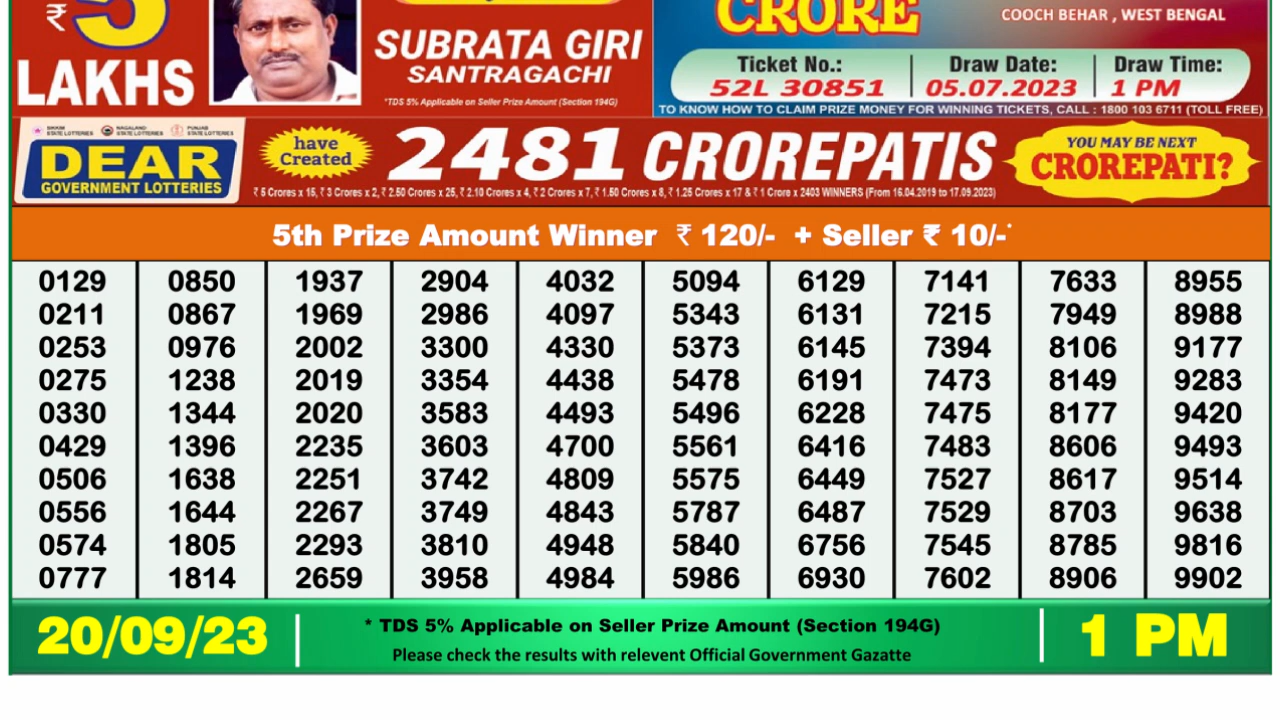 ₹ 5
LAKHS
SUBRATA GIRI
SANTRAGACHI
*TDS 5% Applicable on Seller Prize Amount (Section 194G)
CRORE
COOCH BEHAR , WEST BENGAL
Ticket No.: Draw Date: Draw Time:
52L 30851 05.07.2023 1 PM
TO KNOW HOW TO CLAIM PRIZE MONEY FOR WINNING TICKETS, CALL : 1800 103 6711 (TOLL FREE)
SIKKIM STATE LOTTERIES NAGALAND STATE LOTTERIES PUNJAB STATE LOTTERIES
DEAR
GOVERNMENT LOTTERIES
have
Created
2481 CROREPATIS
₹ 5 Crores x 15, ₹ 3 Crores x 2, ₹ 2.50 Crores x 25, ₹ 2.10 Crores x 4, ₹ 2 Crores x 7, ₹ 1.50 Crores x 8, ₹ 1.25 Crores x 17 & ₹ 1 Crore x 2403 WINNERS (From 16.04.2019 to 17.09.2023)
YOU MAY BE NEXT
CROREPATI?
5th Prize Amount Winner ₹ 120/- + Seller ₹ 10/-*
0129 0850 1937 2904 4032 5094 6129 7141 7633 8955
0211 0867 1969 2986 4097 5343 6131 7215 7949 8988
0253 0976 2002 3300 4330 5373 6145 7394 8106 9177
0275 1238 2019 3354 4438 5478 6191 7473 8149 9283
0330 1344 2020 3583 4493 5496 6228 7475 8177 9420
0429 1396 2235 3603 4700 5561 6416 7483 8606 9493
0506 1638 2251 3742 4809 5575 6449 7527 8617 9514
0556 1644 2267 3749 4843 5787 6487 7529 8703 9638
0574 1805 2293 3810 4948 5840 6756 7545 8785 9816
0777 1814 2659 3958 4984 5986 6930 7602 8906 9902
20/09/23
* TDS 5% Applicable on Seller Prize Amount (Section 194G)
Please check the results with relevent Official Government Gazatte
1 PM